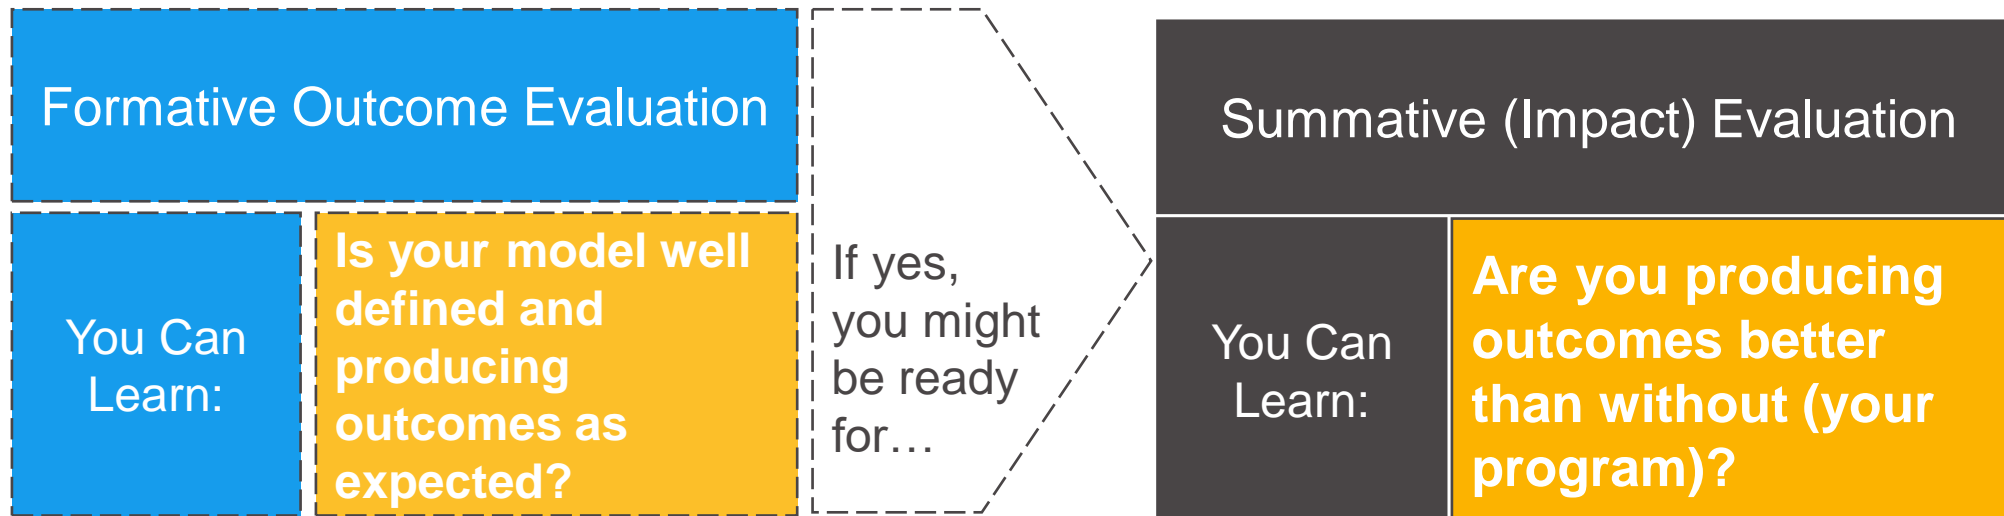 Formative Outcome Evaluation
You Can
Learn:
Is your model well
defined and
producing
outcomes as
expected?
If yes,
you might
be ready
for…
Summative (Impact) Evaluation
You Can
Learn:
Are you producing
outcomes better
than without (your
program)?